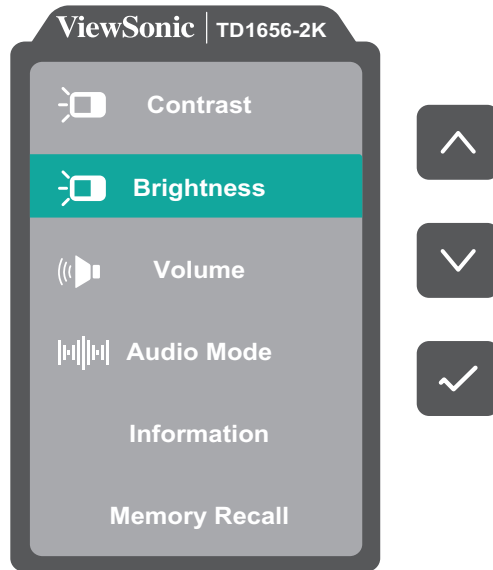 ViewSonic TD1656-2K
Contrast
Brightness
Volume
Audio Mode
Information
Memory Recall